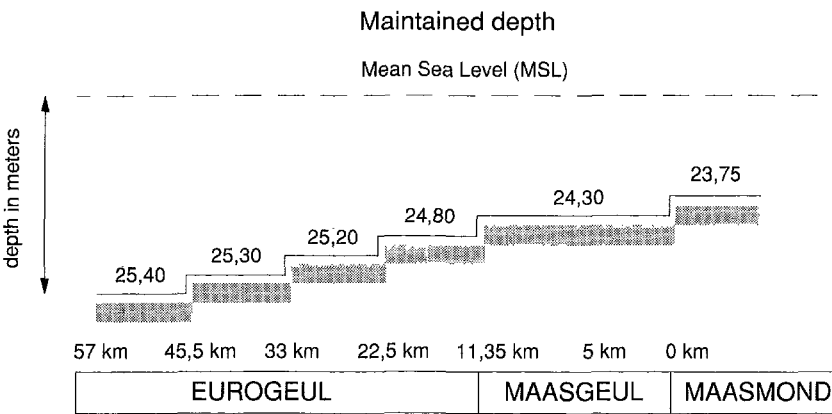 Maintained depth
Mean Sea Level (MSL)
depth in meters
23,75
24,30
24,80
25,20
25,30
25,40
57 km 45,5 km 33 km 22,5 km 11,35 km 5 km 0 km
EUROGEUL MAASGEUL MAASMOND